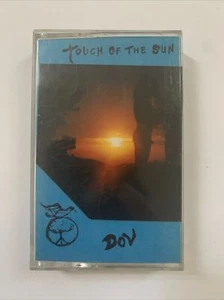 TOUCH OF THE SUN
DOV